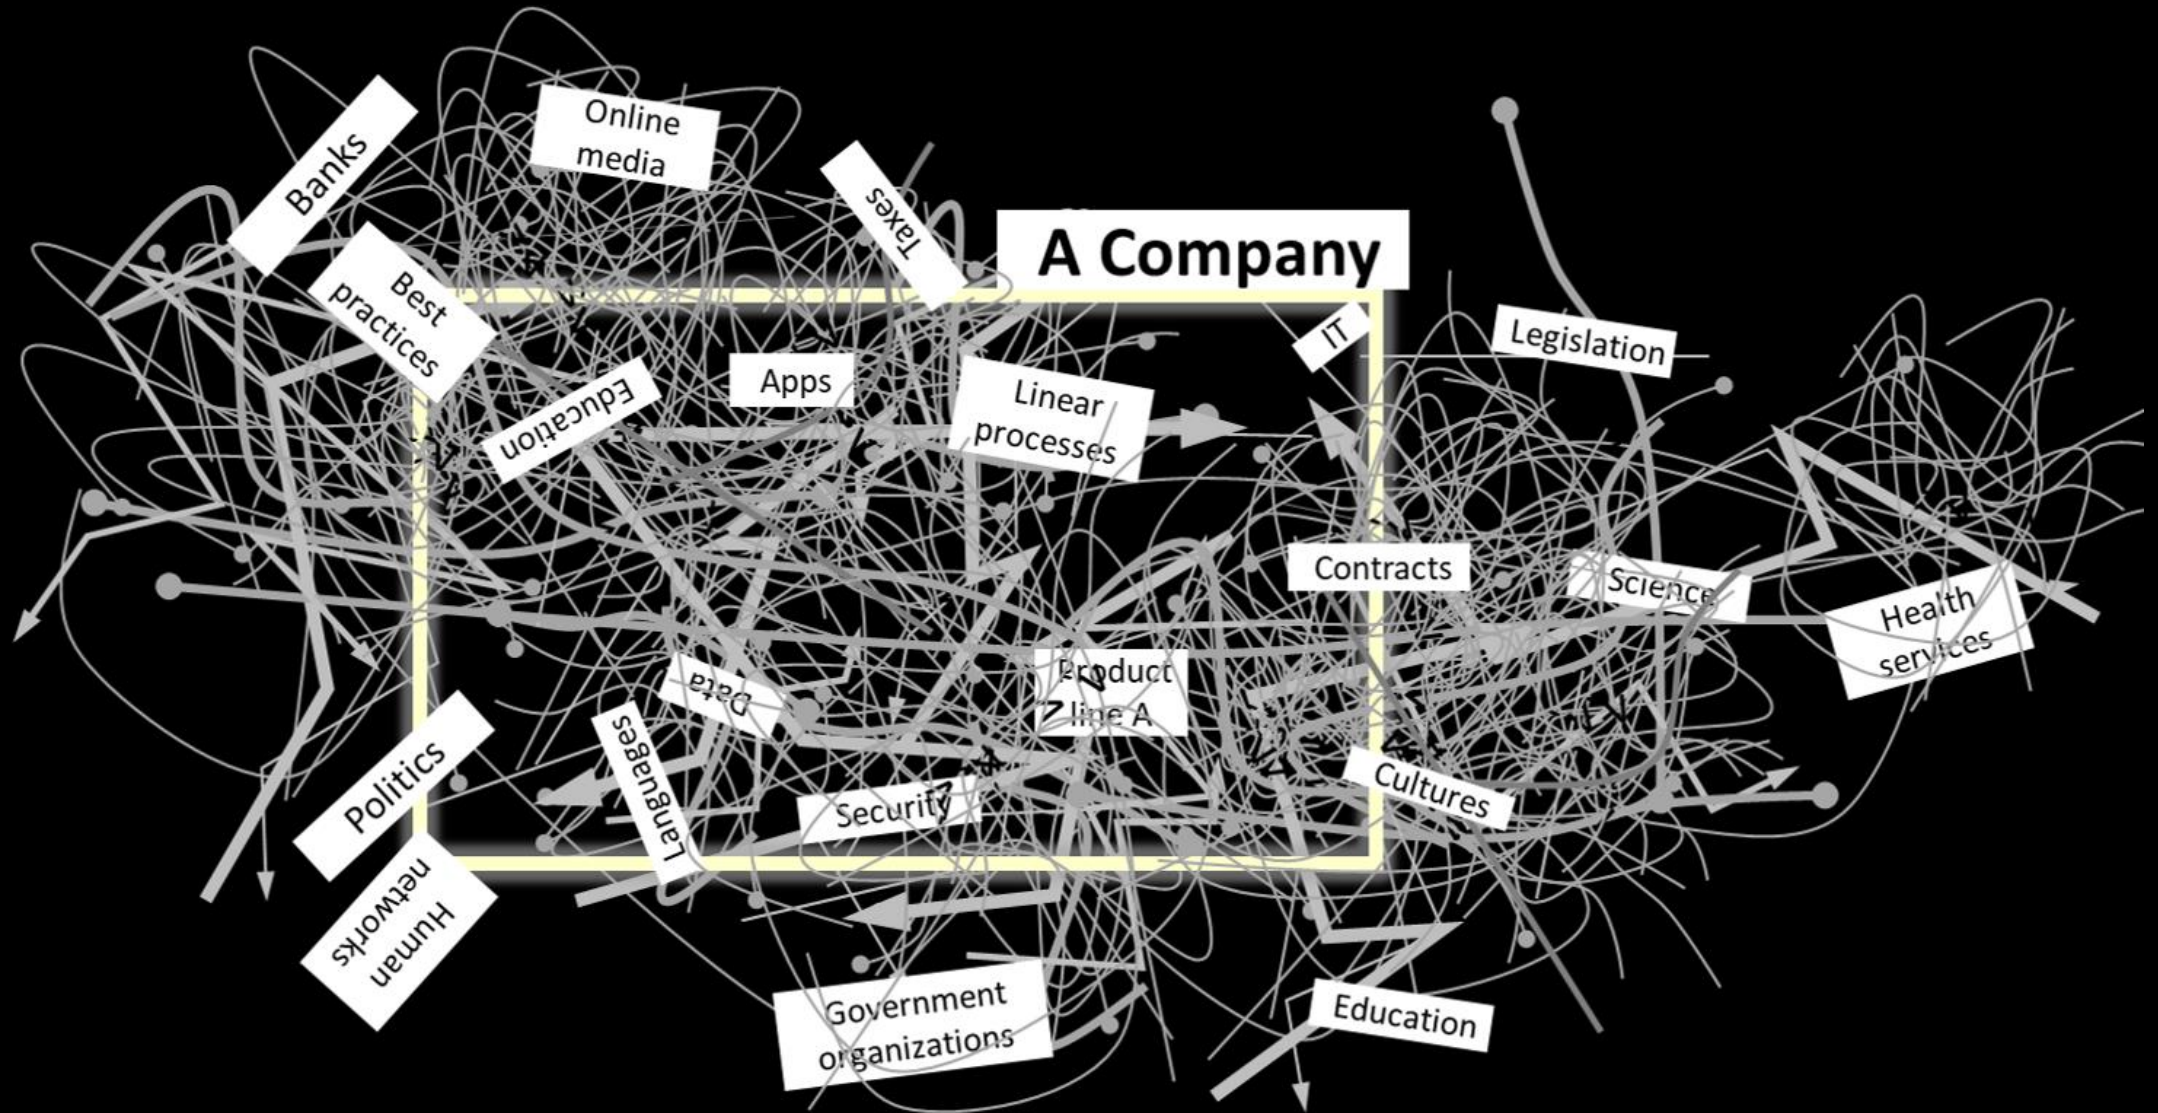 Online
media
Banks
Taxes
A Company
Best
practices
IT
Legislation
Education
Apps
Linear
processes
Contracts
Science
Health
services
Data
Product
line A
Languages
Politics
Security
Cultures
Human
networks
Government
organizations
Education